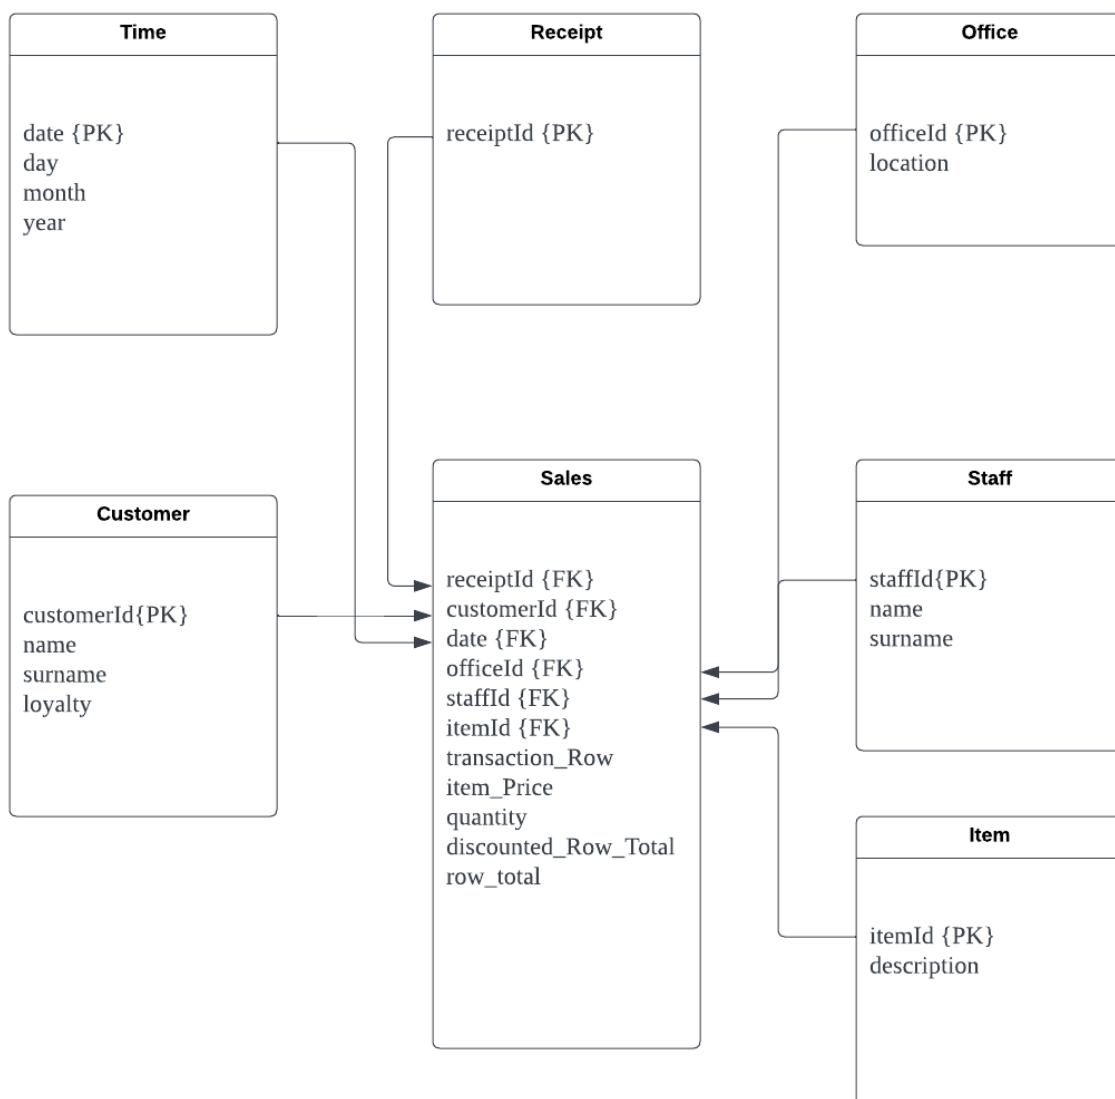 Time
date {PK}
day
month
year
Receipt
receiptId {PK}
Office
officeId {PK}
location
Customer
customerId{PK}
name
surname
loyalty
Sales
receiptId {FK}
customerId {FK}
date {FK}
officeId {FK}
staffId {FK}
itemId {FK}
transaction_Row
item_Price
quantity
discounted_Row_Total
row_total
Staff
staffId{PK}
name
surname
Item
itemId {PK}
description